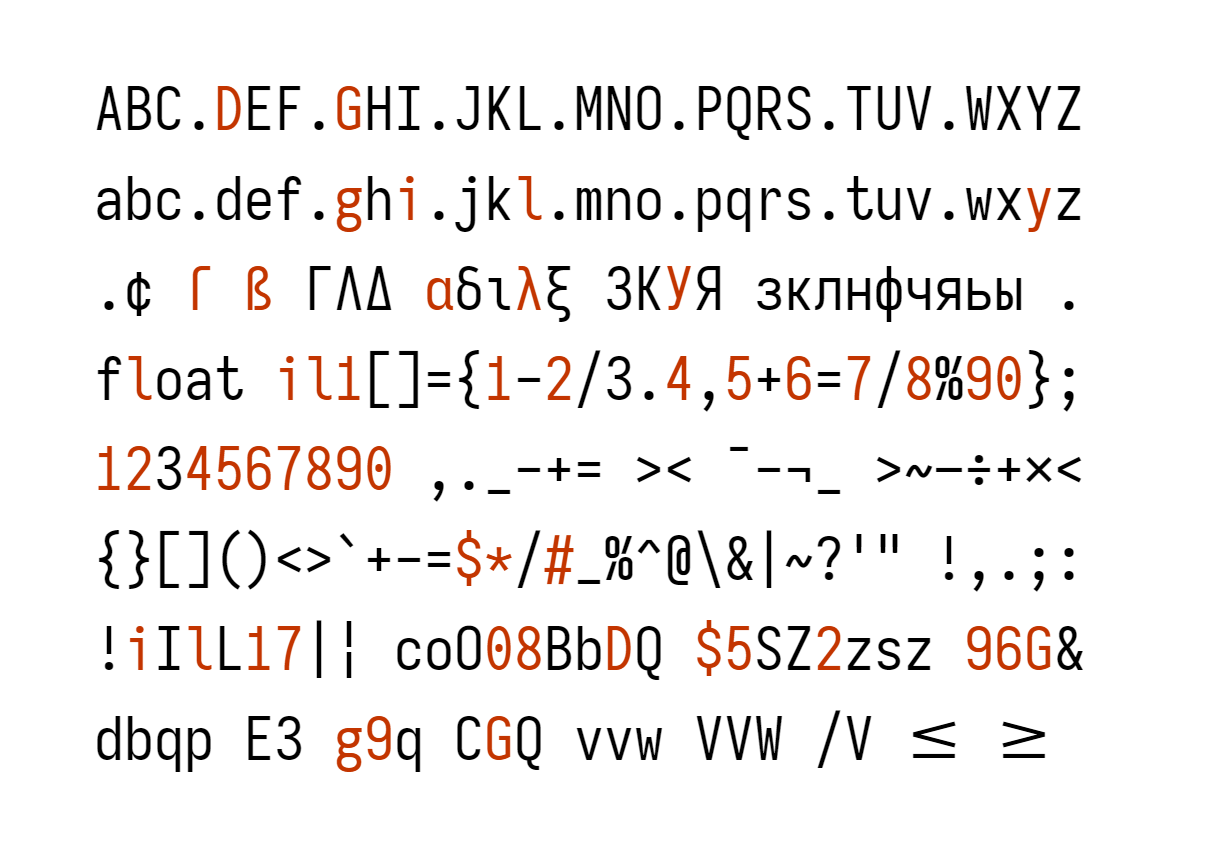 ABC.DEF.GHI.JKL.MNO.PQRS.TUV.WXYZ
abc.def.ghi.jkl.mno.pqrs.tuv.wxyz
.¢ ſ ß ΓΛΔ αδιλξ ЗКУЯ зклнфчяьы .
float il1[]={1-2/3.4,5+6=7/8%90};
1234567890 ,._-+= >< ¯-¬_ >~−÷+×<
{}[]()<>`+-=$*/#_%^@\&|~?'" !,.;:
!iIlL17|¦ coO08BbDQ $5SZ2zsz 96G&
dbqp E3 g9q CGQ vvw VVW /V ≤ ≥